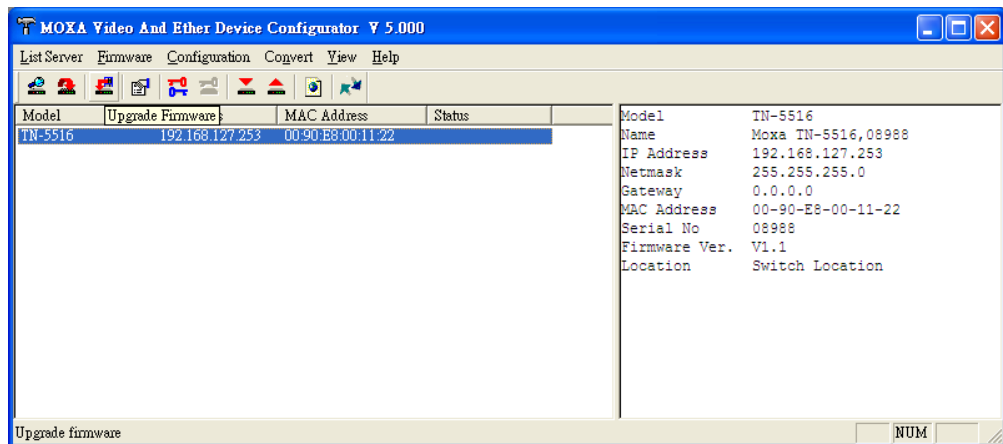 MOXA Video And Ether Device Configurator V 5.000
List Server Firmware Configuration Convert View Help
Model Upgrade Firmware MAC Address Status
TN-5516 192.168.127.253 00:90:E8:00:11:22
Model TN-5516
Name Moxa TN-5516,08988
IP Address 192.168.127.253
Netmask 255.255.255.0
Gateway 0.0.0.0
MAC Address 00-90-E8-00-11-22
Serial No 08988
Firmware Ver. V1.1
Location Switch Location
Upgrade firmware NUM